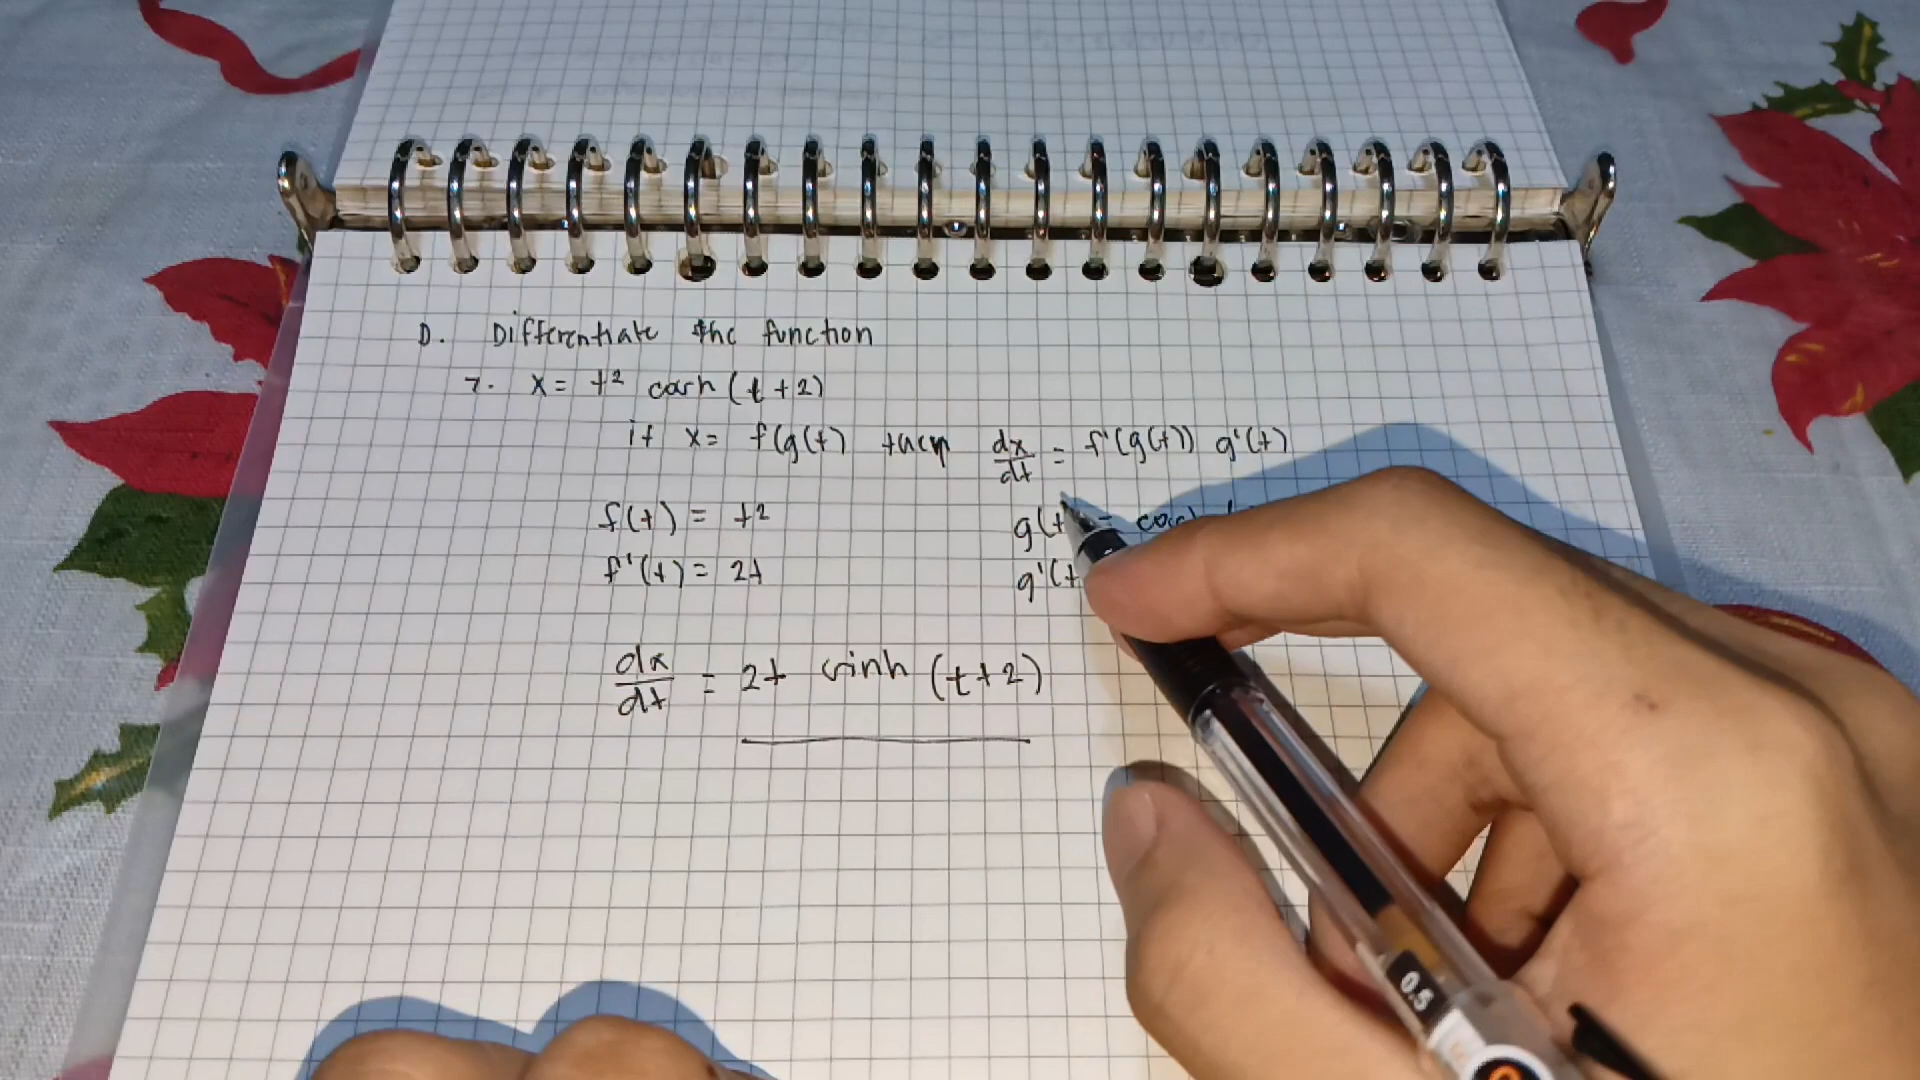 D. Differentiate the function
7. x = t² cosh (t+2)
if x = f(g(t) then dx/dt = f'(g(t)) g'(t)
f(t) = t² g(t =
f'(t) = 2t g'(t
dx/dt = 2t sinh (t+2)
0.5